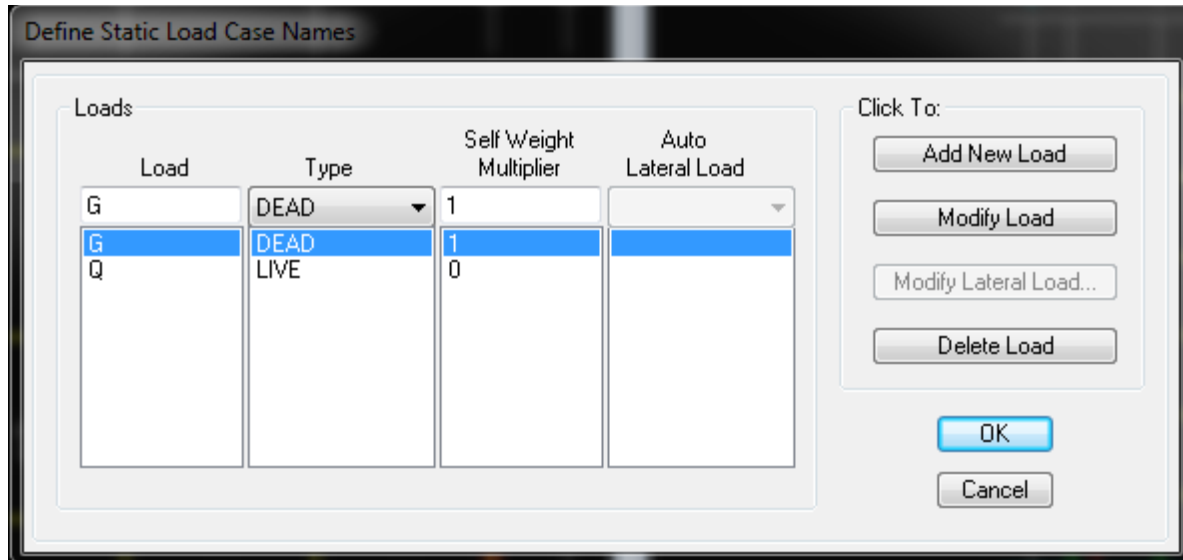 Define Static Load Case Names
Loads
Click To:
Load Type Self Weight Multiplier Auto Lateral Load
G DEAD 1
G DEAD 1
Q LIVE 0
Add New Load
Modify Load
Modify Lateral Load...
Delete Load
OK
Cancel